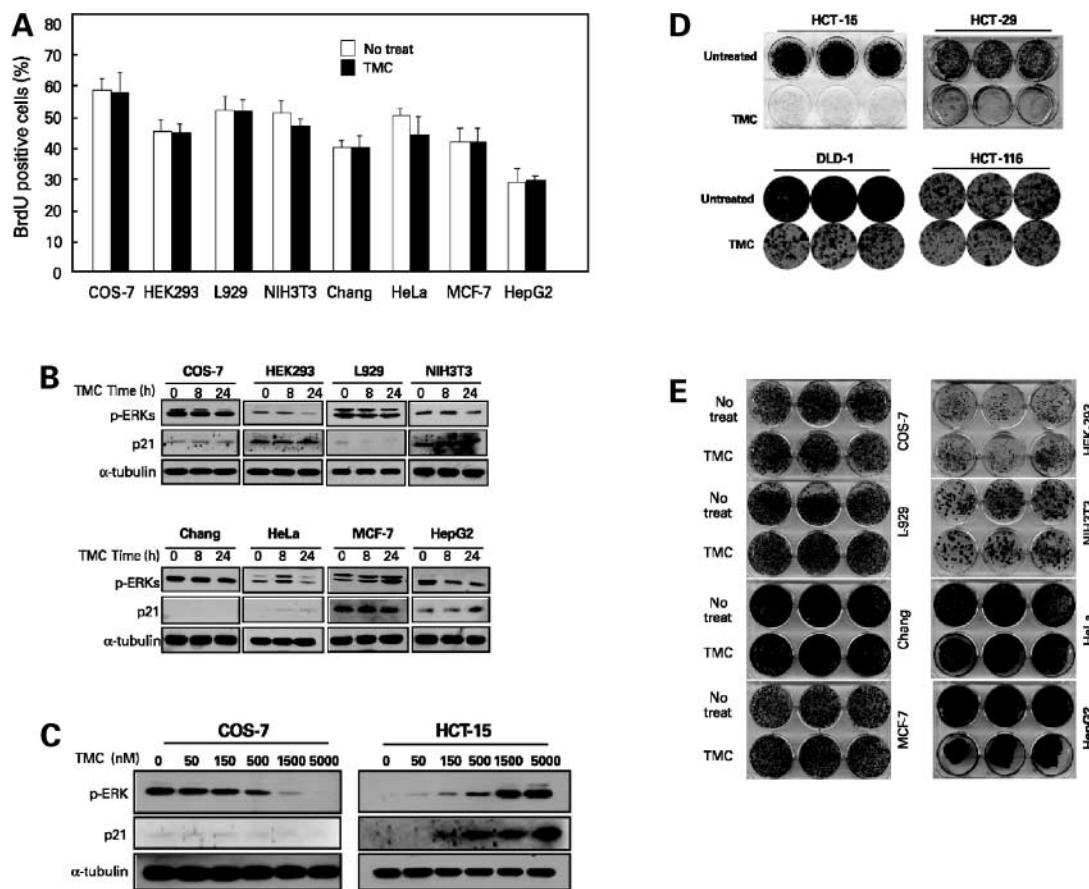 A
BrdU positive cells (%)
80
70
60
50
40
30
20
10
0
No treat
TMC
COS-7 HEK293 L929 NIH3T3 Chang HeLa MCF-7 HepG2
B
COS-7 HEK293 L929 NIH3T3
TMC Time (h) 0 8 24 0 8 24 0 8 24 0 8 24
p-ERKs
p21
α-tubulin
Chang HeLa MCF-7 HepG2
TMC Time (h) 0 8 24 0 8 24 0 8 24 0 8 24
p-ERKs
p21
α-tubulin
C
COS-7 HCT-15
TMC (nM) 0 50 150 500 1500 5000 0 50 150 500 1500 5000
p-ERK
p21
α-tubulin
D
HCT-15 HCT-29
Untreated
TMC
DLD-1 HCT-116
Untreated
TMC
E
No treat
TMC
COS-7
HEK-293
No treat
TMC
L-929
NIH3T3
No treat
TMC
Chang
HeLa
No treat
TMC
MCF-7
HepG2